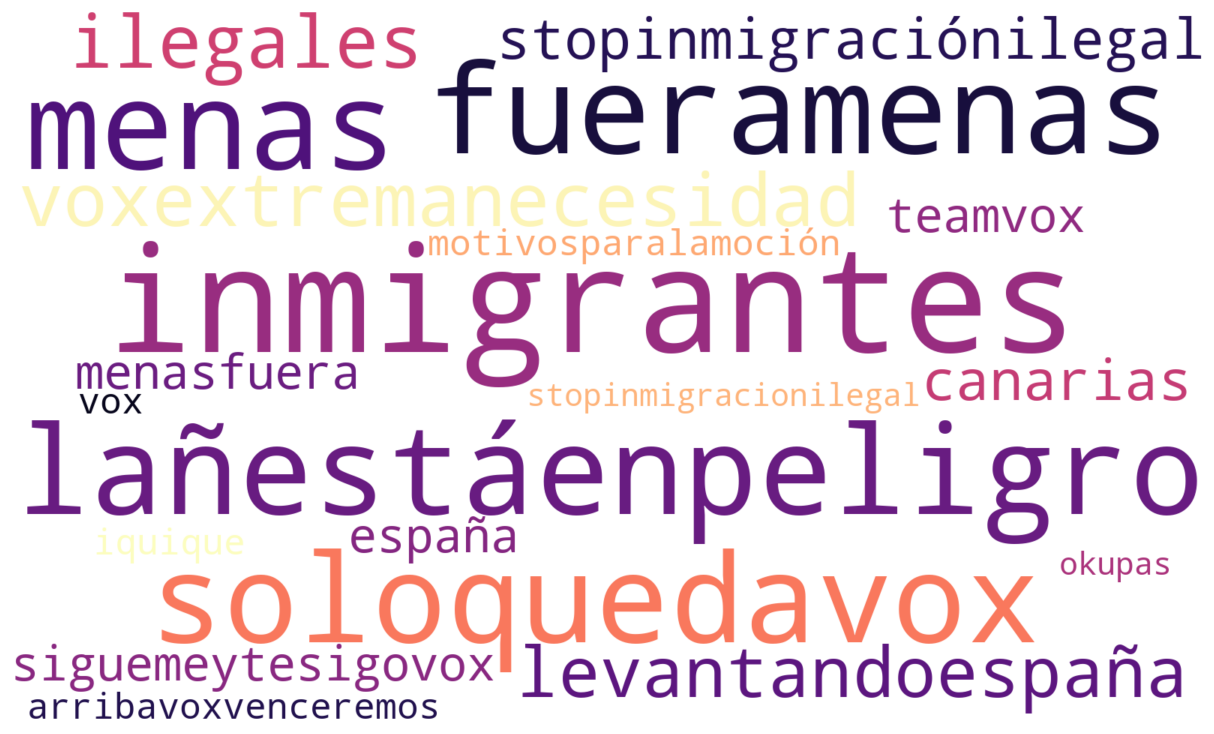 ilegales
stopinmigraciónilegal
menas
fueramenas
voxextremanecesidad
teamvox
motivosparalamoción
inmigrantes
menasfuera
canarias
vox
stopinmigracionilegal
lañestáenpeligro
iquique
españa
okupas
soloquedavox
siguemeytesigovox
levantandoespaña
arribavoxvenceremos